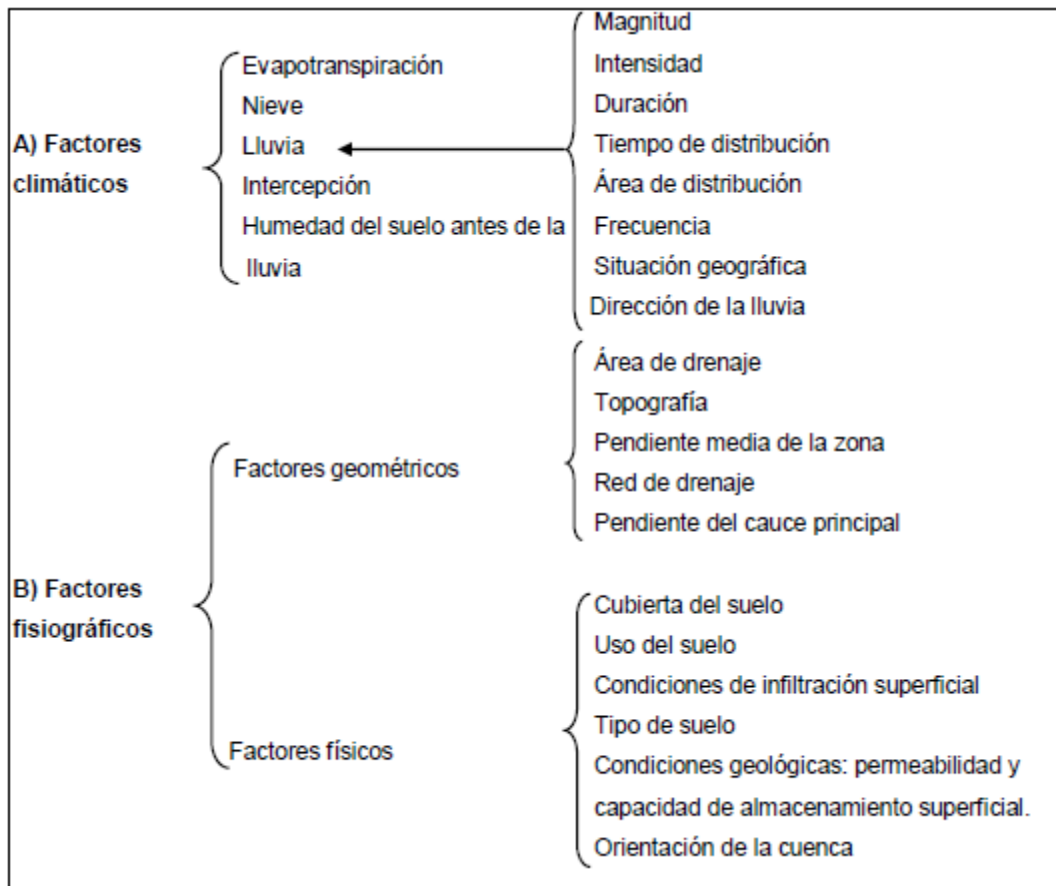 A) Factores
climáticos
Evapotranspiración
Nieve
Lluvia
Intercepción
Humedad del suelo antes de la
lluvia
Magnitud
Intensidad
Duración
Tiempo de distribución
Área de distribución
Frecuencia
Situación geográfica
Dirección de la lluvia
B) Factores
fisiográficos
Factores geométricos
Área de drenaje
Topografía
Pendiente media de la zona
Red de drenaje
Pendiente del cauce principal
Factores físicos
Cubierta del suelo
Uso del suelo
Condiciones de infiltración superficial
Tipo de suelo
Condiciones geológicas: permeabilidad y
capacidad de almacenamiento superficial.
Orientación de la cuenca